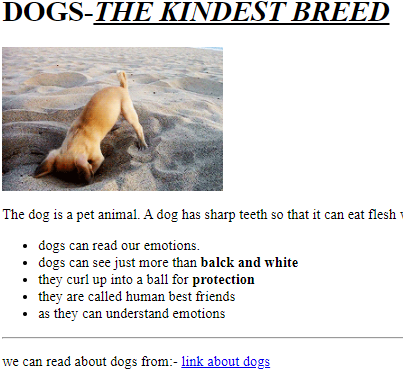 DOGS-THE KINDEST BREED
The dog is a pet animal. A dog has sharp teeth so that it can eat flesh
dogs can read our emotions.
dogs can see just more than balck and white
they curl up into a ball for protection
they are called human best friends
as they can understand emotions
we can read about dogs from:- link about dogs